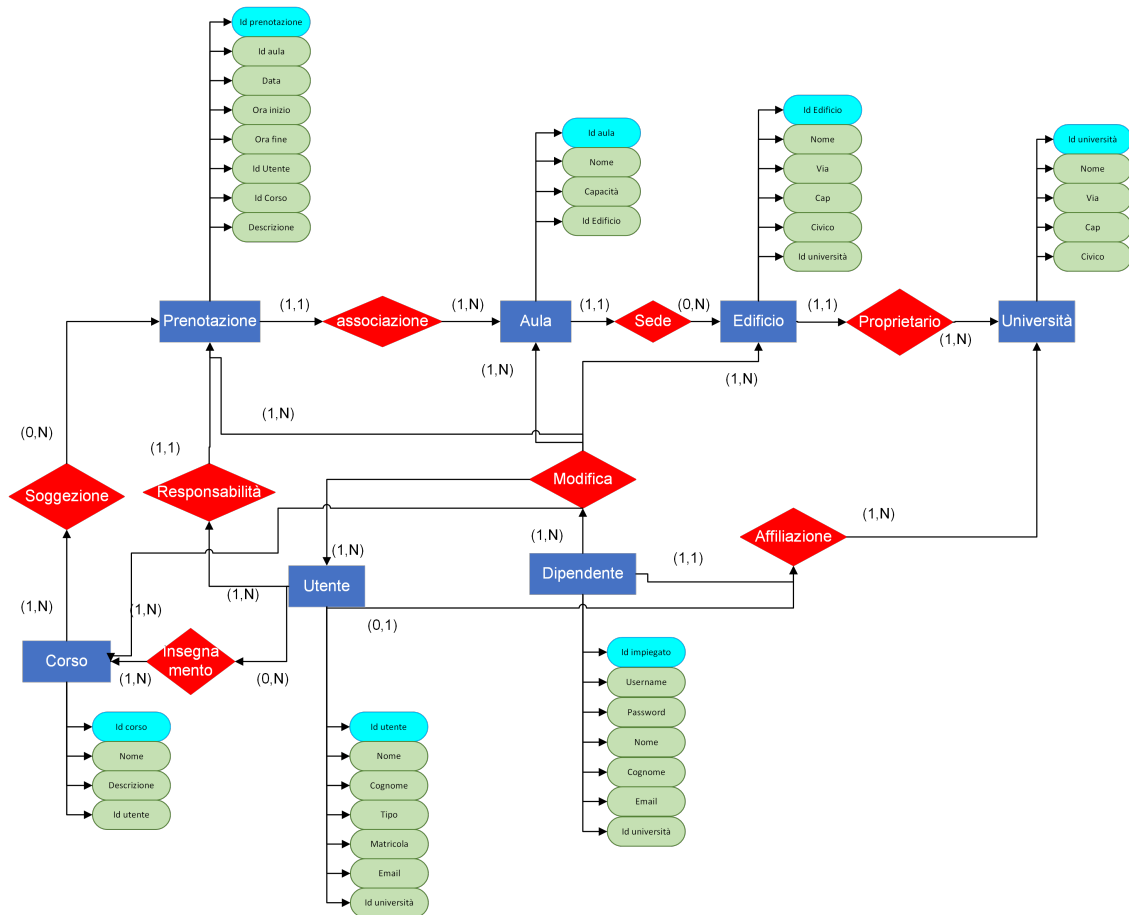 Id prenotazione
Id aula
Data
Ora inizio
Ora fine
Id Utente
Id Corso
Descrizione
Id aula
Nome
Capacità
Id Edificio
Id Edificio
Nome
Via
Cap
Civico
Id università
Id università
Nome
Via
Cap
Civico
Prenotazione
(1,1)
associazione
(1,N)
Aula
(1,1)
Sede
(0,N)
Edificio
(1,1)
Proprietario
(1,N)
Università
(1,N)
(1,N)
(1,N)
(0,N)
(1,1)
Soggezione
Responsabilità
Modifica
(1,N)
Affiliazione
(1,N)
(1,N)
Utente
Dipendente
(1,1)
(1,N)
(1,N)
(1,N)
(0,1)
Corso
(1,N)
Insegna
mento
(0,N)
Id corso
Nome
Descrizione
Id utente
Id utente
Nome
Cognome
Tipo
Matricola
Email
Id università
Id impiegato
Username
Password
Nome
Cognome
Email
Id università